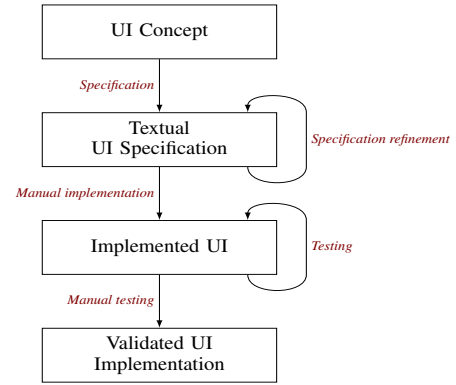 UI Concept
Specification
Textual
UI Specification
Specification refinement
Manual implementation
Implemented UI
Testing
Manual testing
Validated UI
Implementation